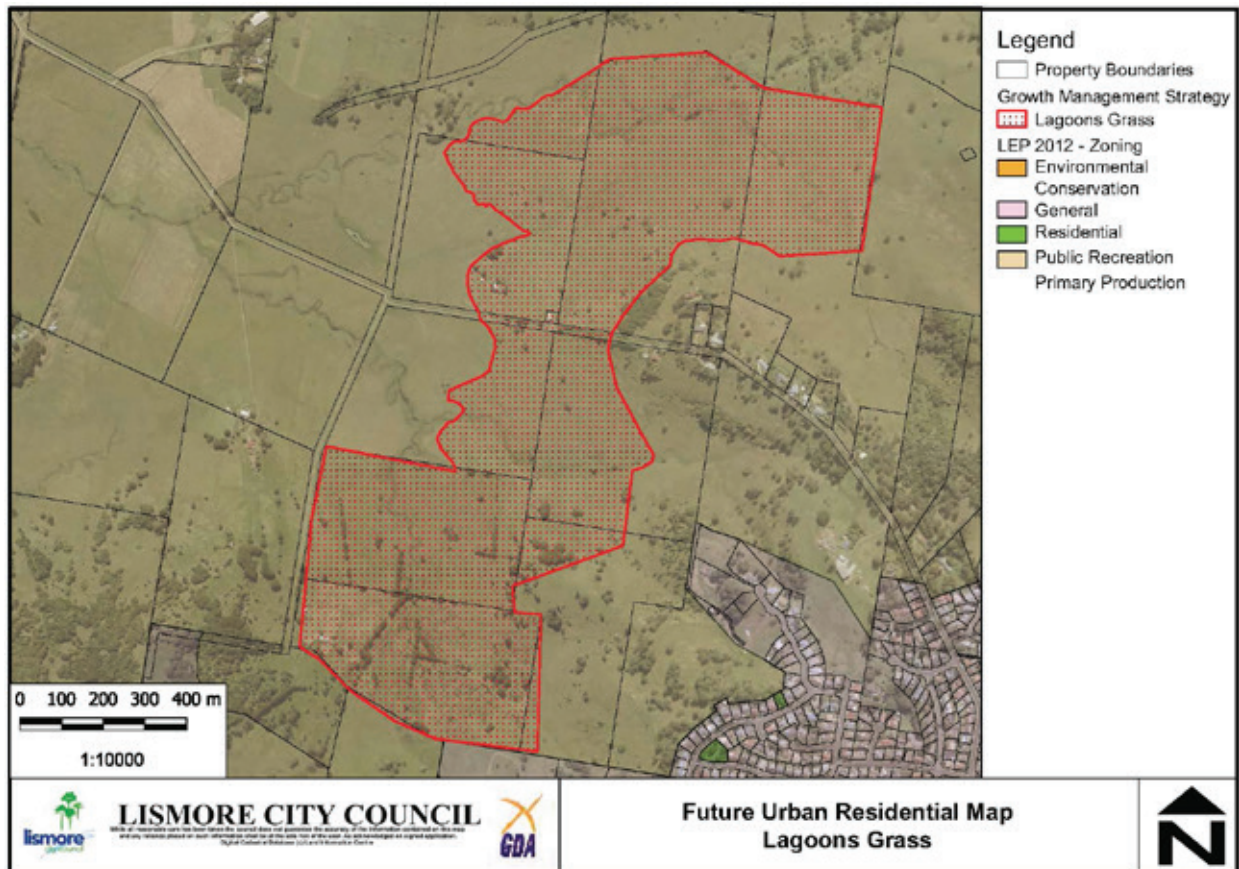 Legend
Property Boundaries
Growth Management Strategy
Lagoons Grass
LEP 2012 - Zoning
Environmental
Conservation
General
Residential
Public Recreation
Primary Production
0 100 200 300 400 m
1:10000
lismore
LISMORE CITY COUNCIL
GDA
Future Urban Residential Map
Lagoons Grass
N